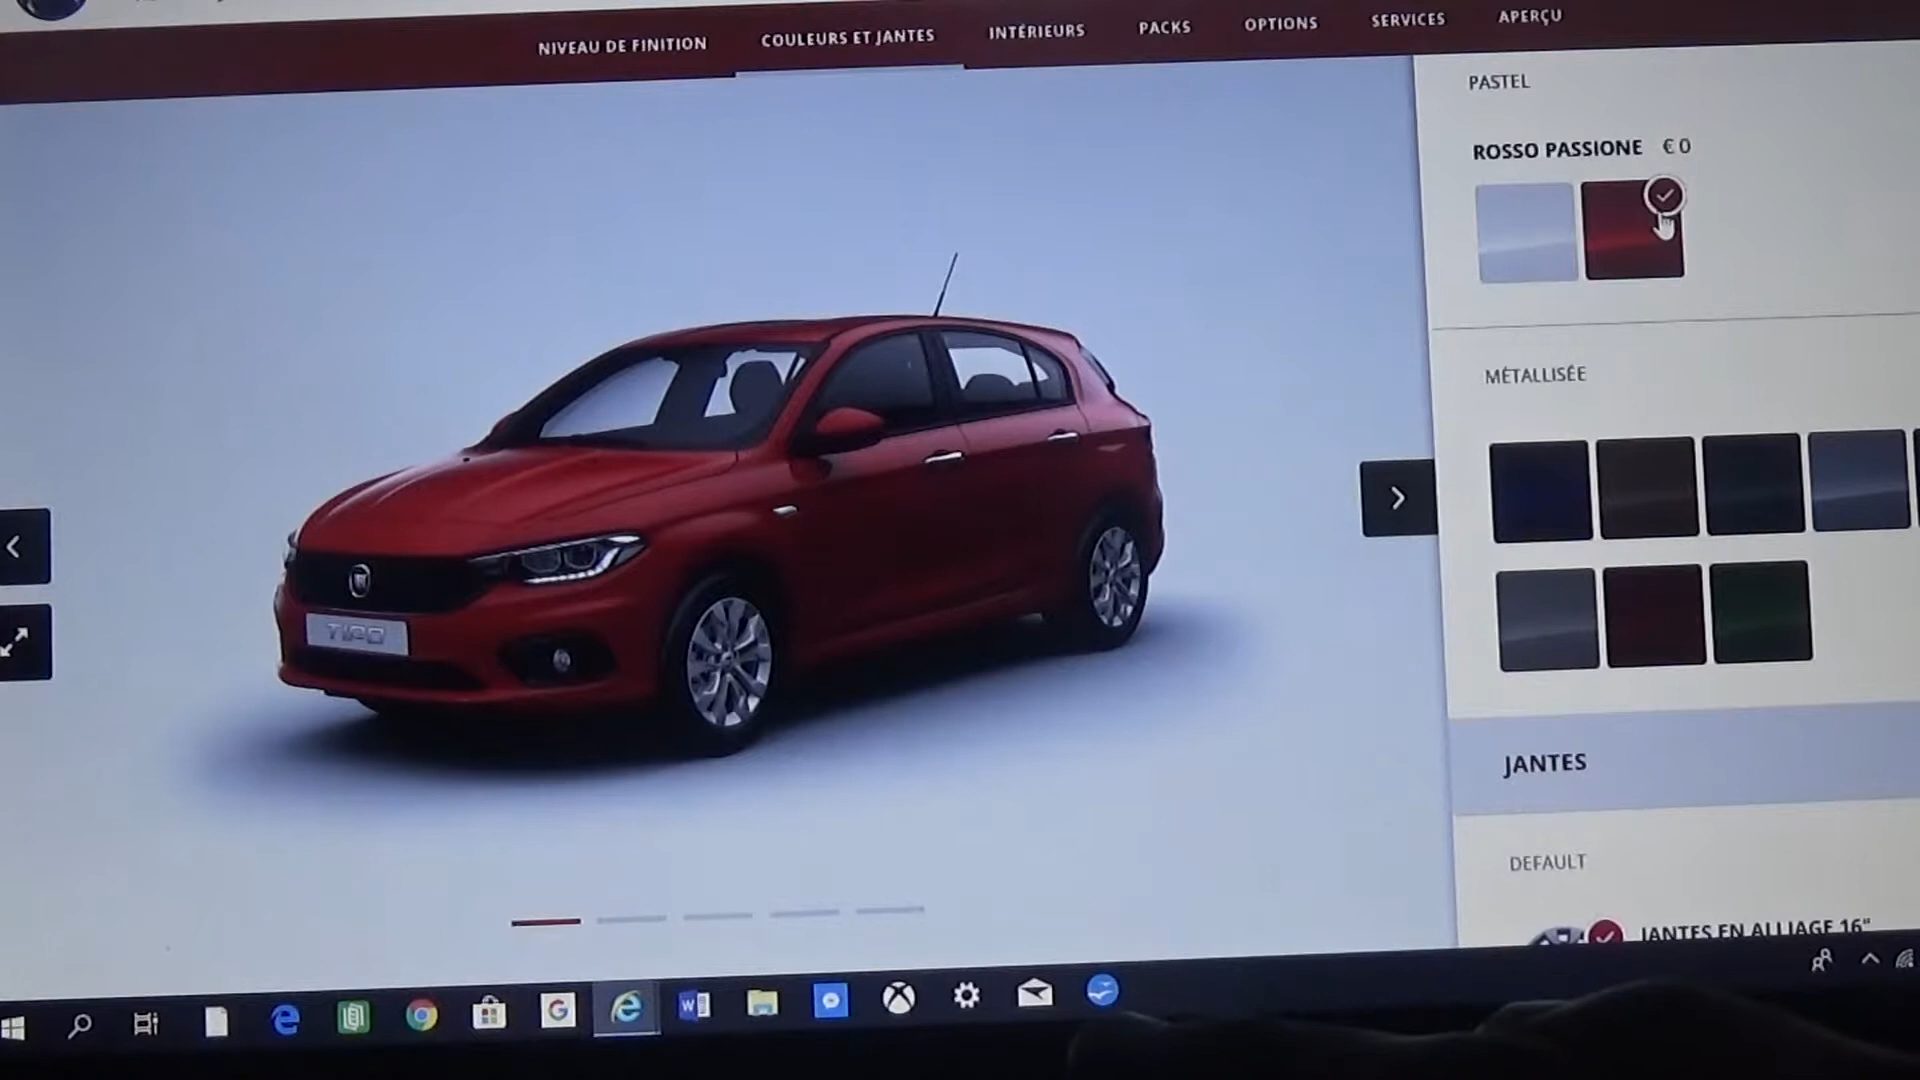 NIVEAU DE FINITION
COULEURS ET JANTES
INTÉRIEURS
PACKS
OPTIONS
SERVICES
APERÇU
PASTEL
ROSSO PASSIONE €0
MÉTALLISÉE
TIPO
JANTES
DEFAULT
JANTES EN ALLIAGE 16"